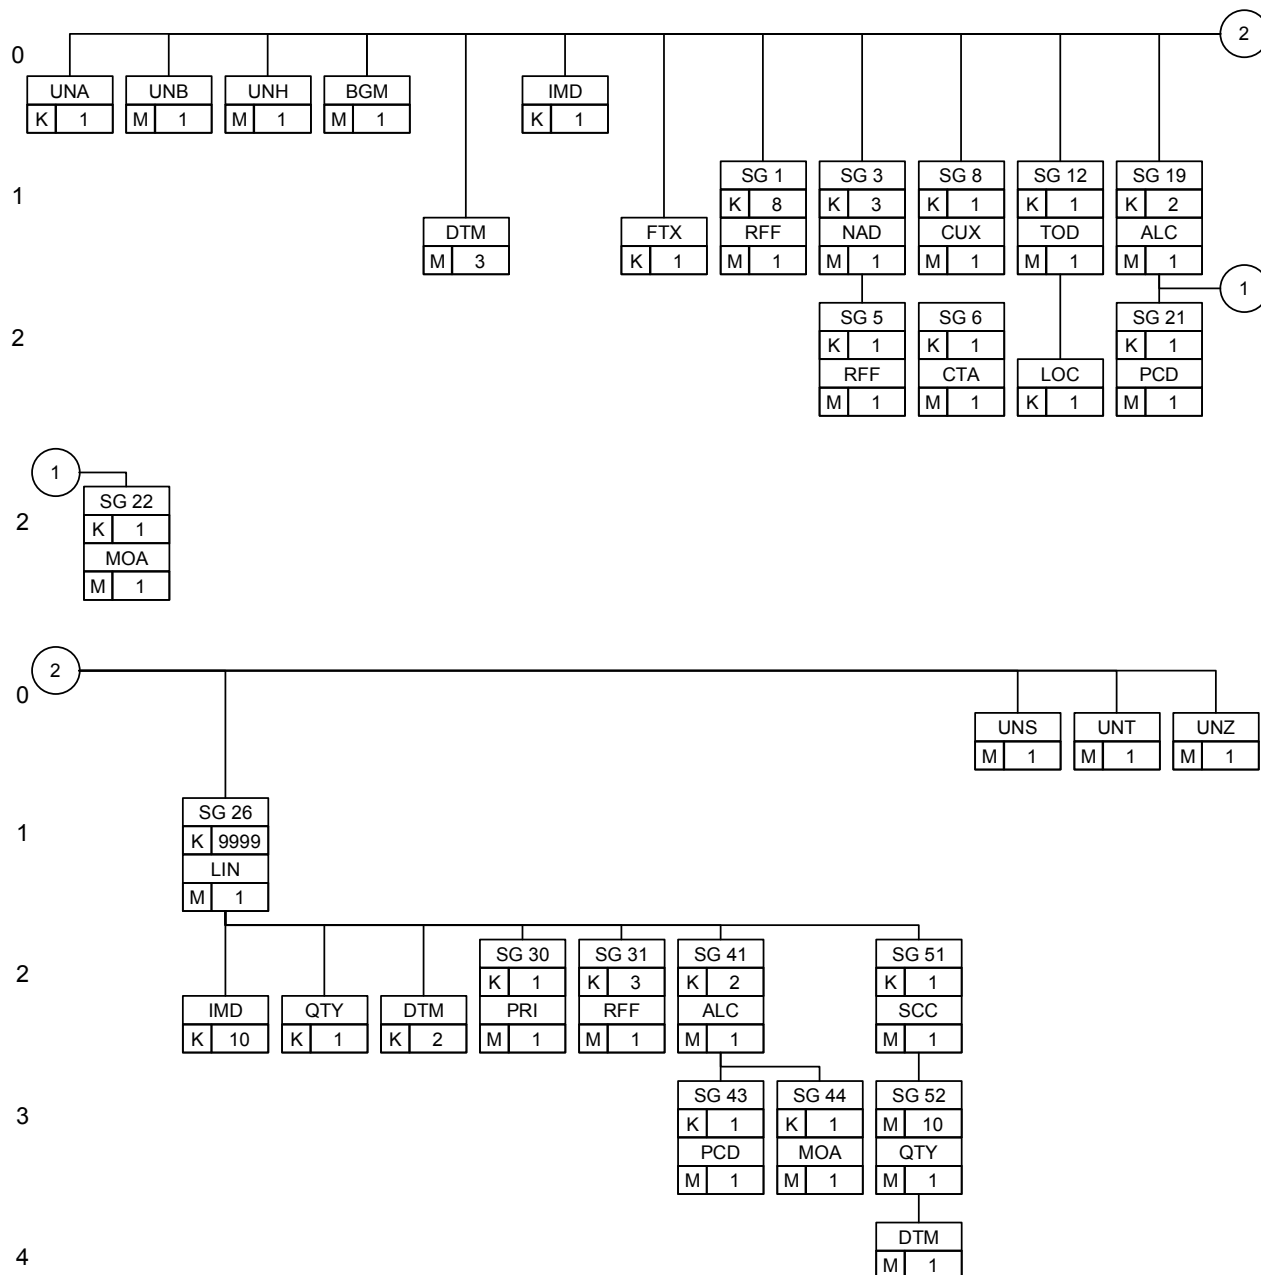 2
0
UNA UNB UNH BGM IMD
K 1 M 1 M 1 M 1 K 1
SG 1 SG 3 SG 8 SG 12 SG 19
1
K 8 K 3 K 1 K 1 K 2
DTM FTX RFF NAD CUX TOD ALC
M 3 K 1 M 1 M 1 M 1 M 1 M 1
1
SG 5 SG 6 SG 21
2
K 1 K 1 K 1
RFF CTA LOC PCD
M 1 M 1 K 1 M 1
1
SG 22
2
K 1
MOA
M 1
2
0
UNS UNT UNZ
M 1 M 1 M 1
SG 26
1
K 9999
LIN
M 1
SG 30 SG 31 SG 41 SG 51
2
K 1 K 3 K 2 K 1
IMD QTY DTM PRI RFF ALC SCC
K 10 K 1 K 2 M 1 M 1 M 1 M 1
SG 43 SG 44 SG 52
3
K 1 K 1 M 10
PCD MOA QTY
M 1 M 1 M 1
DTM
4
M 1